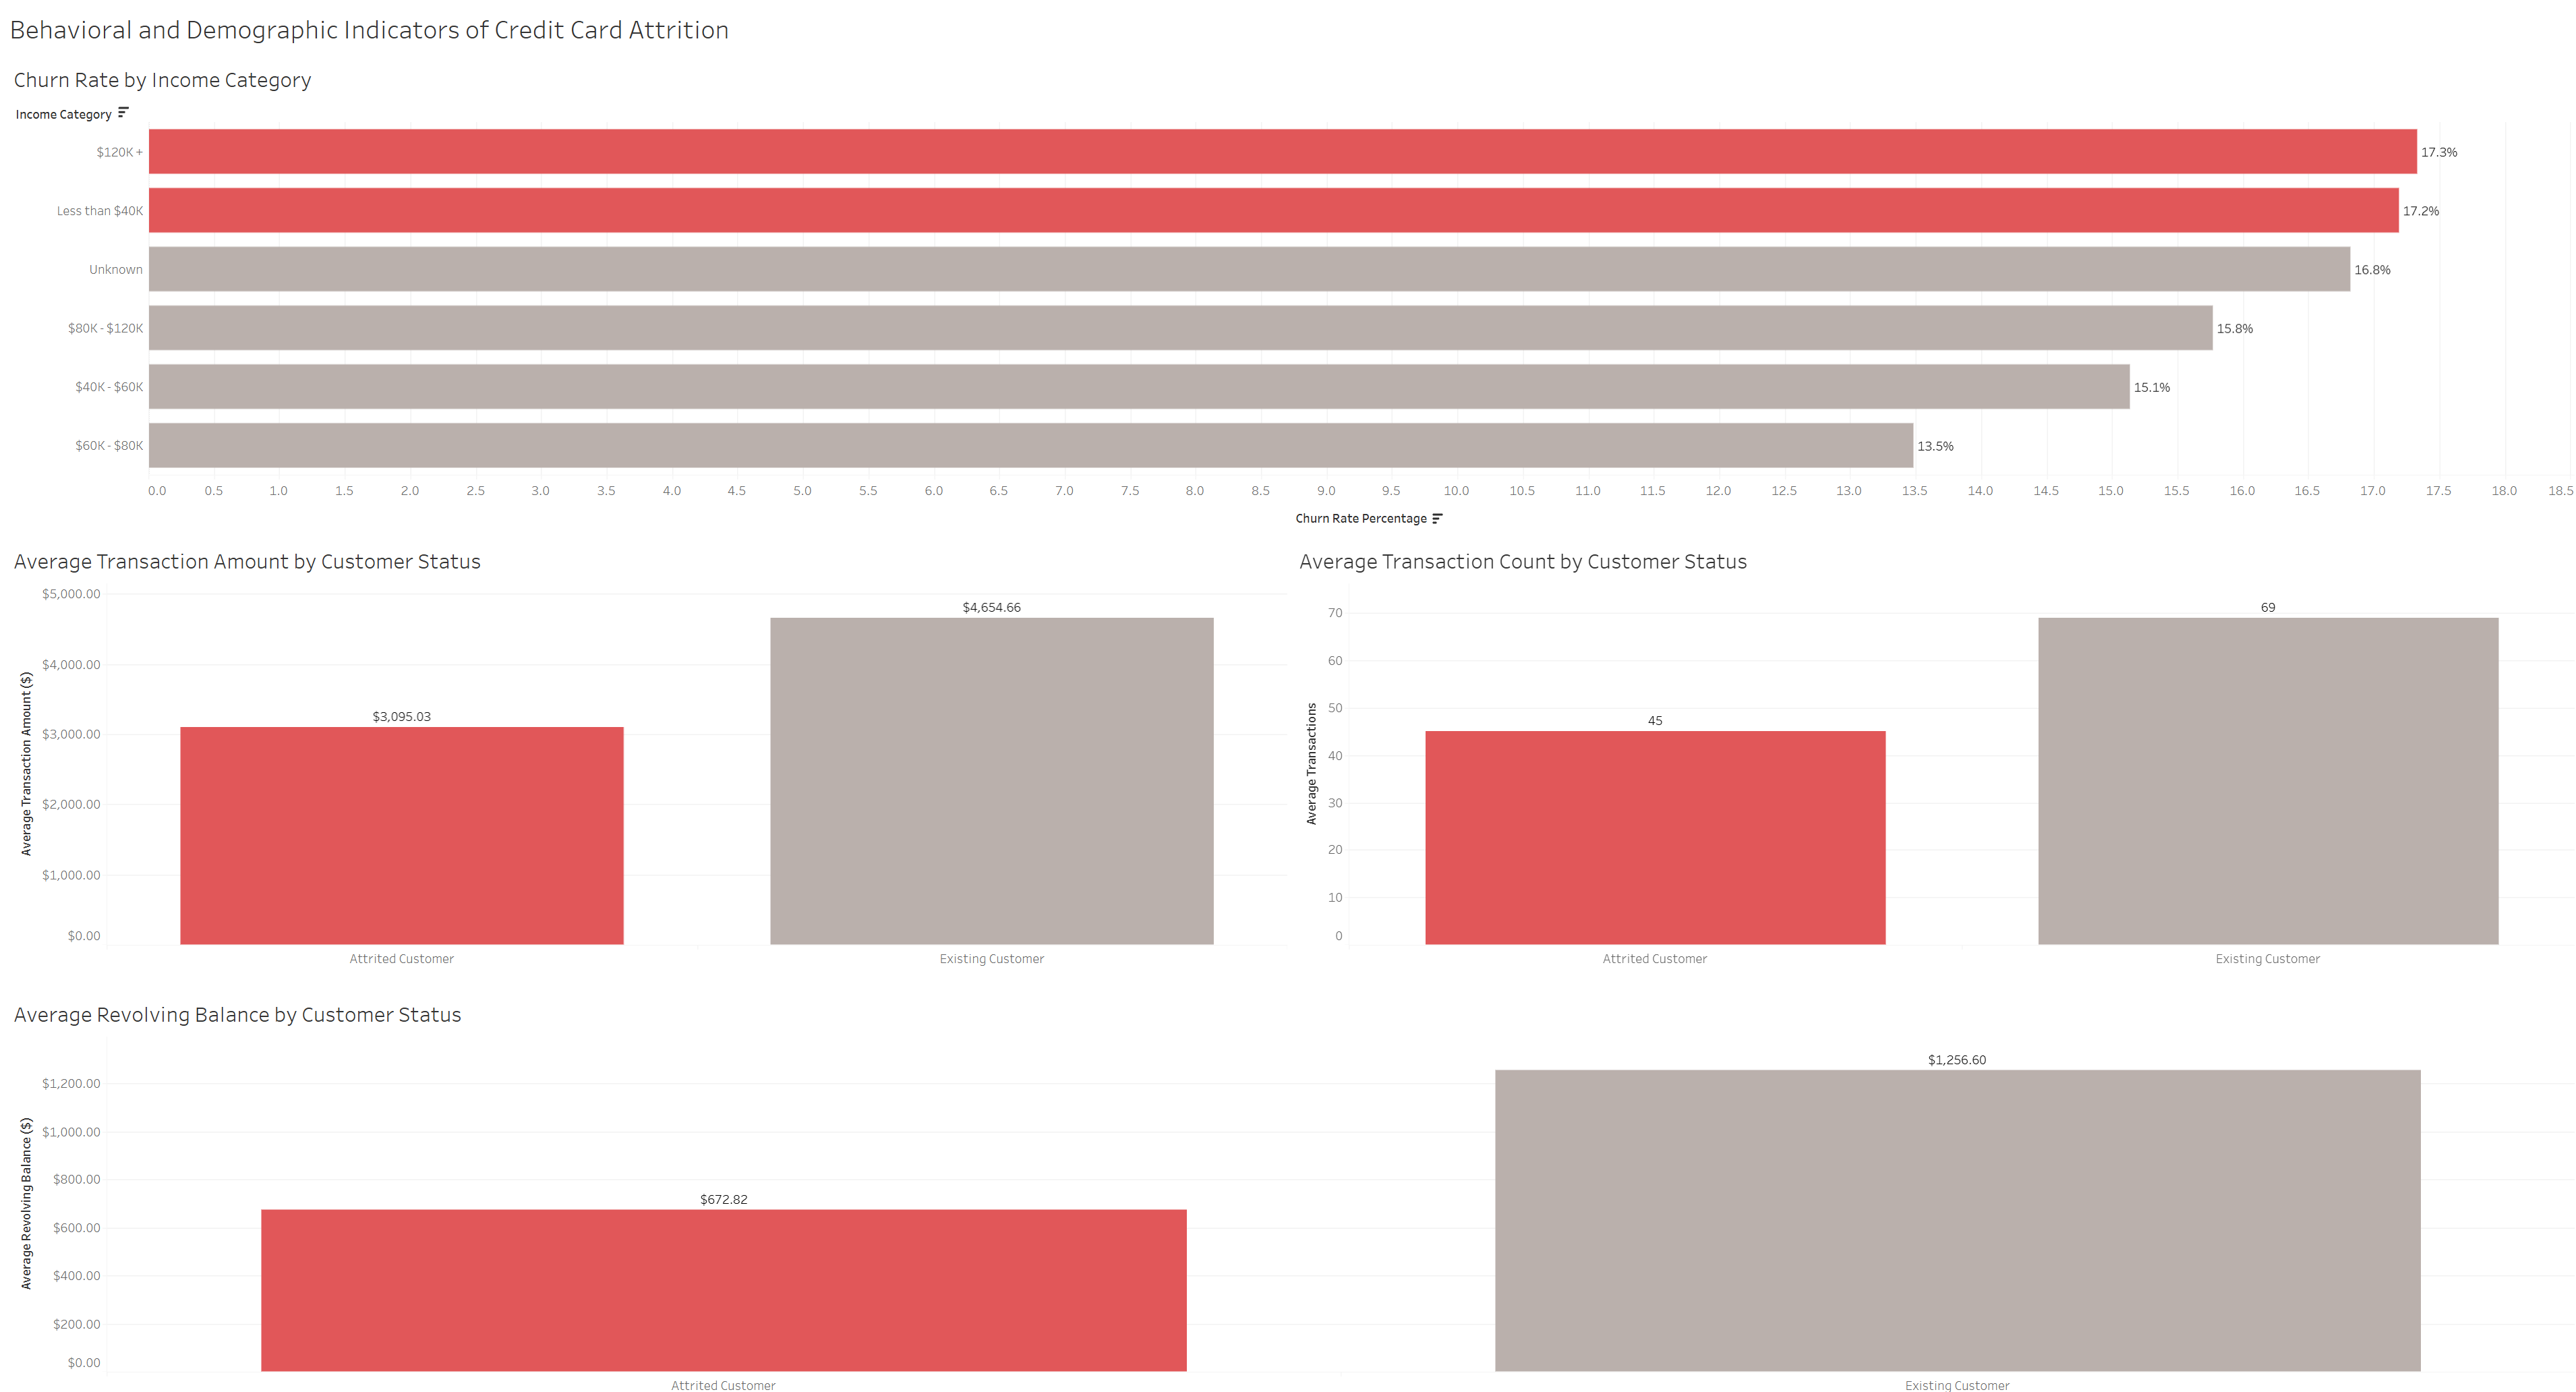 Behavioral and Demographic Indicators of Credit Card Attrition
Churn Rate by Income Category
Income Category
$120K +
17.3%
Less than $40K
17.2%
Unknown
16.8%
$80K - $120K
15.8%
$40K - $60K
15.1%
$60K - $80K
13.5%
0.0 0.5 1.0 1.5 2.0 2.5 3.0 3.5 4.0 4.5 5.0 5.5 6.0 6.5 7.0 7.5 8.0 8.5 9.0 9.5 10.0 10.5 11.0 11.5 12.0 12.5 13.0 13.5 14.0 14.5 15.0 15.5 16.0 16.5 17.0 17.5 18.0 18.5
Churn Rate Percentage
Average Transaction Amount by Customer Status
Average Transaction Amount ($)
$5,000.00
$4,000.00
$3,000.00
$2,000.00
$1,000.00
$0.00
$3,095.03
$4,654.66
Attrited Customer
Existing Customer
Average Transaction Count by Customer Status
Average Transactions
70
60
50
40
30
20
10
0
45
69
Attrited Customer
Existing Customer
Average Revolving Balance by Customer Status
Average Revolving Balance ($)
$1,200.00
$1,000.00
$800.00
$600.00
$400.00
$200.00
$0.00
$672.82
$1,256.60
Attrited Customer
Existing Customer